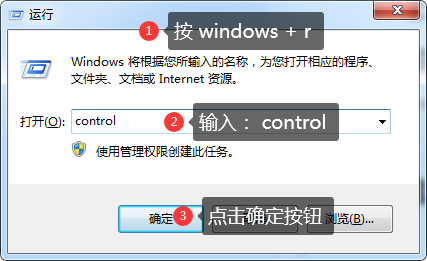 运行
1 按 windows + r
Windows 将根据您所输入的名称，为您打开相应的程序、
文件夹、文档或 Internet 资源。
打开(O): control
2 输入： control
使用管理权限创建此任务。
确定
3 点击确定按钮
浏览(B)...